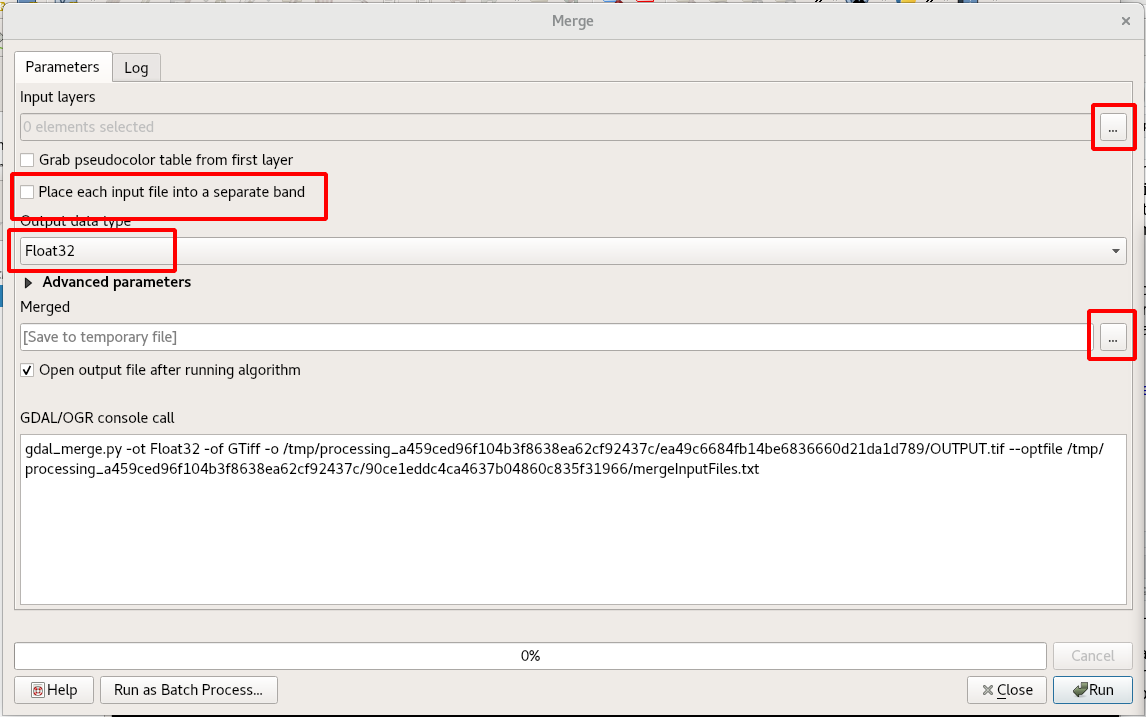 Merge
Parameters
Log
Input layers
0 elements selected
...
Grab pseudocolor table from first layer
Place each input file into a separate band
Output data type
Float32
Advanced parameters
Merged
[Save to temporary file]
...
Open output file after running algorithm
GDAL/OGR console call
gdal_merge.py -ot Float32 -of GTiff -o /tmp/processing_a459ced96f104b3f8638ea62cf92437c/ea49c6684fb14be6836660d21da1d789/OUTPUT.tif --optfile /tmp/
processing_a459ced96f104b3f8638ea62cf92437c/90ce1eddc4ca4637b04860c835f31966/mergeInputFiles.txt
0%
Cancel
Help
Run as Batch Process...
Close
Run